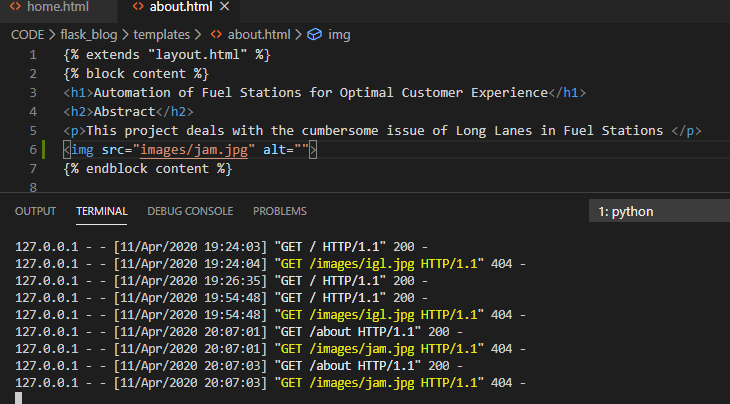 home.html about.html
CODE > flask_blog > templates > about.html > img
1 {% extends "layout.html" %}
2 {% block content %}
3 <h1>Automation of Fuel Stations for Optimal Customer Experience</h1>
4 <h2>Abstract</h2>
5 <p>This project deals with the cumbersome issue of Long Lanes in Fuel Stations </p>
6 <img src="images/jam.jpg" alt="">
7 {% endblock content %}
8
OUTPUT TERMINAL DEBUG CONSOLE PROBLEMS 1: python
127.0.0.1 - - [11/Apr/2020 19:24:03] "GET / HTTP/1.1" 200 -
127.0.0.1 - - [11/Apr/2020 19:24:04] "GET /images/igl.jpg HTTP/1.1" 404 -
127.0.0.1 - - [11/Apr/2020 19:26:35] "GET / HTTP/1.1" 200 -
127.0.0.1 - - [11/Apr/2020 19:54:48] "GET / HTTP/1.1" 200 -
127.0.0.1 - - [11/Apr/2020 19:54:48] "GET /images/igl.jpg HTTP/1.1" 404 -
127.0.0.1 - - [11/Apr/2020 20:07:01] "GET /about HTTP/1.1" 200 -
127.0.0.1 - - [11/Apr/2020 20:07:01] "GET /images/jam.jpg HTTP/1.1" 404 -
127.0.0.1 - - [11/Apr/2020 20:07:03] "GET /about HTTP/1.1" 200 -
127.0.0.1 - - [11/Apr/2020 20:07:03] "GET /images/jam.jpg HTTP/1.1" 404 -